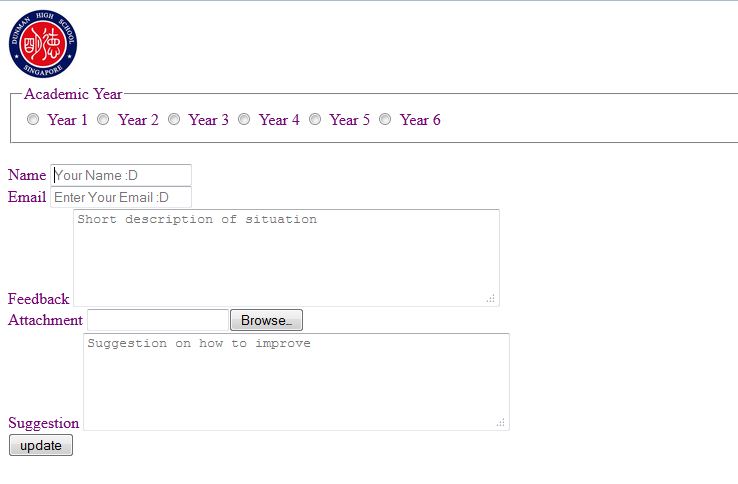 DUNMAN HIGH SCHOOL
德明
SINGAPORE
Academic Year
Year 1 Year 2 Year 3 Year 4 Year 5 Year 6
Name Your Name :D
Email Enter Your Email :D
Short description of situation
Feedback
Attachment Browse...
Suggestion on how to improve
Suggestion
update